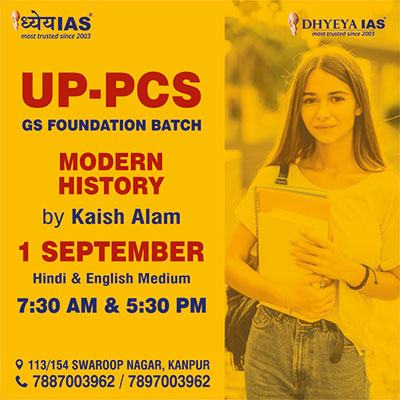 ध्येयIAS®
most trusted since 2003
DHYEYA IAS®
most trusted since 2003
UP-PCS
GS FOUNDATION BATCH
MODERN
HISTORY
by Kaish Alam
1 SEPTEMBER
Hindi & English Medium
7:30 AM & 5:30 PM
113/154 SWAROOP NAGAR, KANPUR
7887003962 / 7897003962